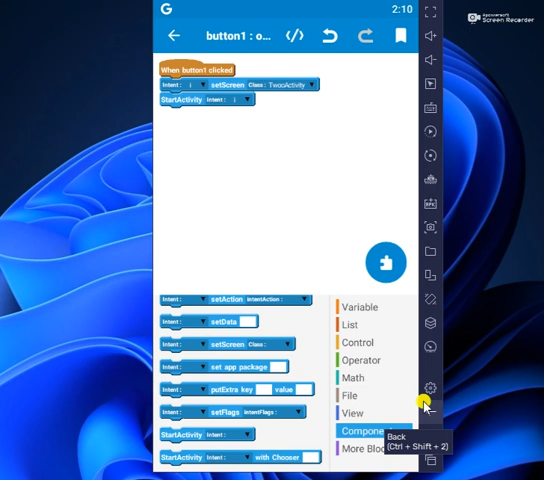 Apowersoft
Screen Recorder
G
2:10
button1 : o...
When button1 clicked
Intent : i setScreen Class : TwooActivity
StartActivity Intent : i
Intent : setAction IntentAction :
Intent : setData
Intent : setScreen Class :
Intent : set app package
Intent : putExtra key value
Intent : setFlags IntentFlags :
StartActivity Intent :
StartActivity Intent : with Chooser
Variable
List
Control
Operator
Math
File
View
Compone
More Bloc
Back
(Ctrl + Shift + 2)